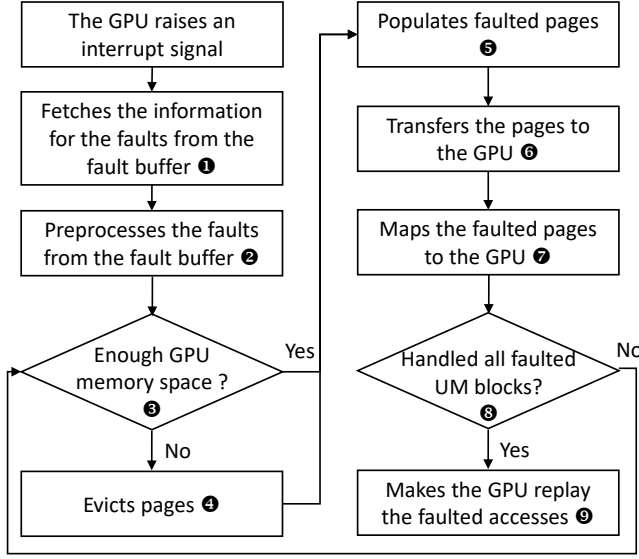 The GPU raises an
interrupt signal
Fetches the information
for the faults from the
fault buffer ❶
Preprocesses the faults
from the fault buffer ❷
Enough GPU
memory space ?
❸
Yes
No
Evicts pages ❹
Populates faulted pages
❺
Transfers the pages to
the GPU ❻
Maps the faulted pages
to the GPU ❼
Handled all faulted
UM blocks?
❽
No
Yes
Makes the GPU replay
the faulted accesses ❾